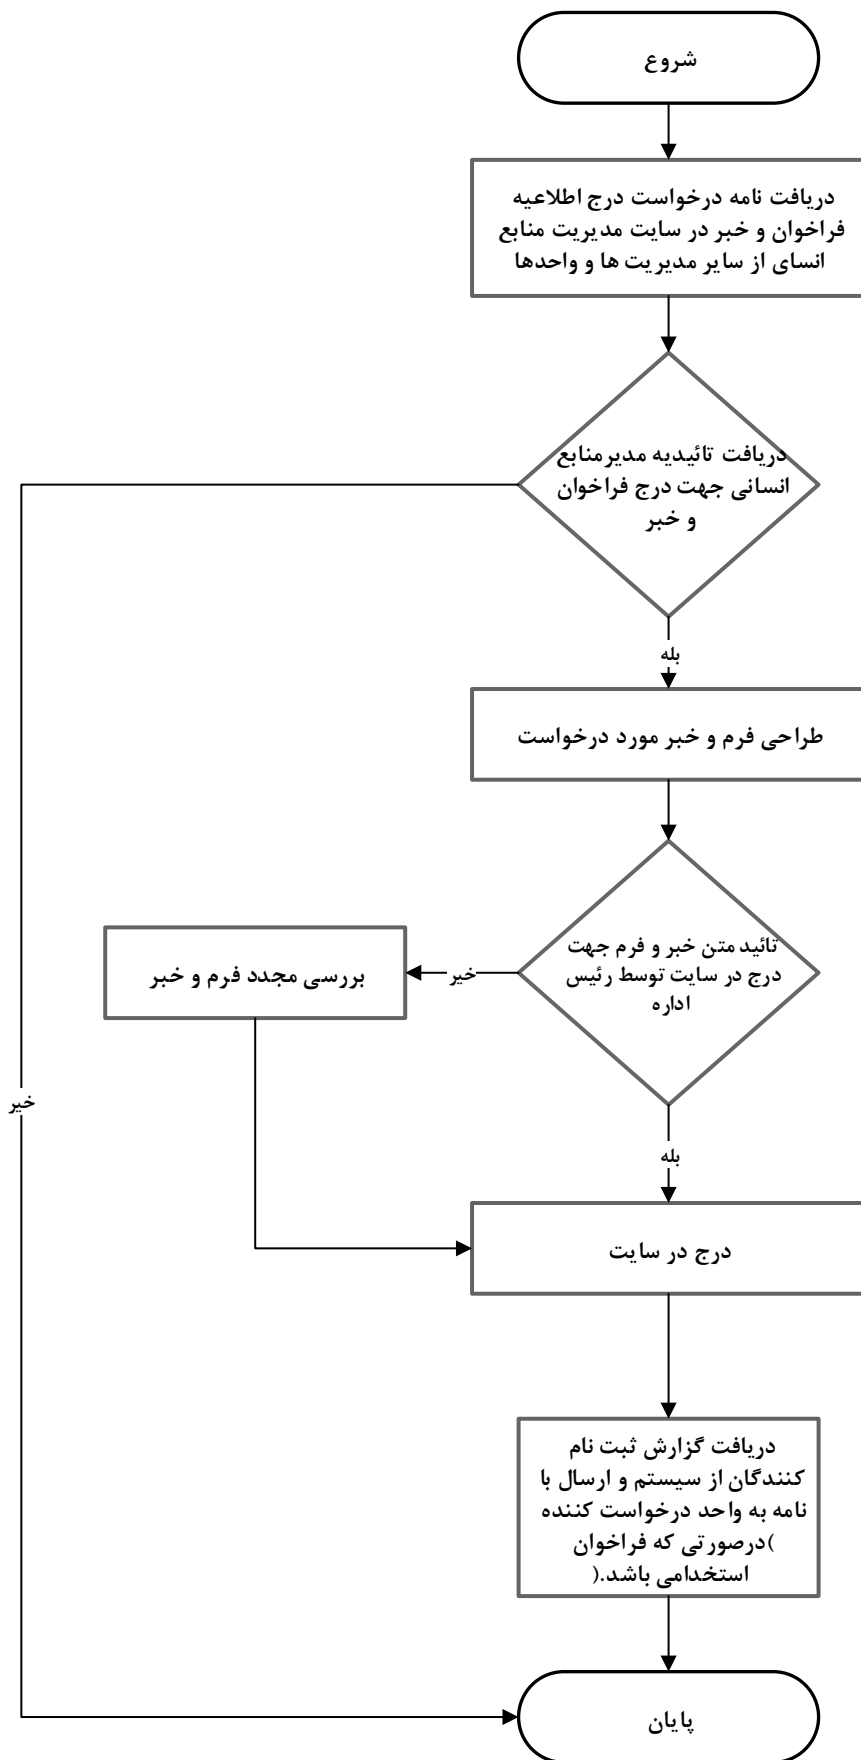 شروع
دریافت نامه درخواست درج اطلاعیه
فراخوان و خبر در سایت مدیریت منابع
انسای از سایر مدیریت ها و واحدها
دریافت تائیدیه مدیرمنابع
انسانی جهت درج فراخوان
و خبر
بله
طراحی فرم و خبر مورد درخواست
تائید متن خبر و فرم جهت
درج در سایت توسط رئیس
اداره
خیر
بررسی مجدد فرم و خبر
خیر
بله
درج در سایت
دریافت گزارش ثبت نام
کنندگان از سیستم و ارسال با
نامه به واحد درخواست کننده
)درصورتی که فراخوان
استخدامی باشد.(
پایان